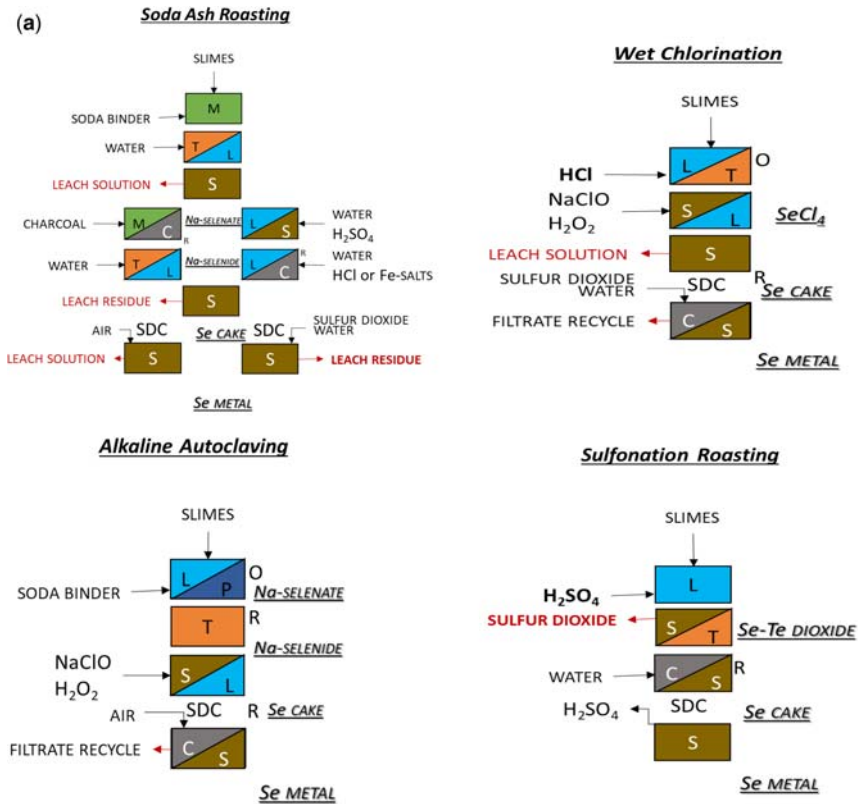 (a)
Soda Ash Roasting
SLIMES
M
SODA BINDER
WATER
T
L
LEACH SOLUTION
S
CHARCOAL
M
C
R
Na-SELENATE
L
S
WATER
H₂SO₄
WATER
T
L
Na-SELENIDE
L
C
R
WATER
HCl or Fe-SALTS
LEACH RESIDUE
S
AIR
SDC
Se CAKE
SDC
SULFUR DIOXIDE
WATER
LEACH SOLUTION
S
S
LEACH RESIDUE
Se METAL
Wet Chlorination
SLIMES
HCl
L
T
O
NaClO
H₂O₂
S
L
SeCl₄
LEACH SOLUTION
S
SULFUR DIOXIDE
WATER
SDC
R
Se CAKE
FILTRATE RECYCLE
C
S
Se METAL
Alkaline Autoclaving
SLIMES
SODA BINDER
L
P
O
Na-SELENATE
T
R
Na-SELENIDE
NaClO
H₂O₂
S
L
AIR
SDC
R
Se CAKE
FILTRATE RECYCLE
C
S
Se METAL
Sulfonation Roasting
SLIMES
H₂SO₄
L
SULFUR DIOXIDE
S
T
Se-Te DIOXIDE
WATER
C
S
R
H₂SO₄
SDC
Se CAKE
S
Se METAL